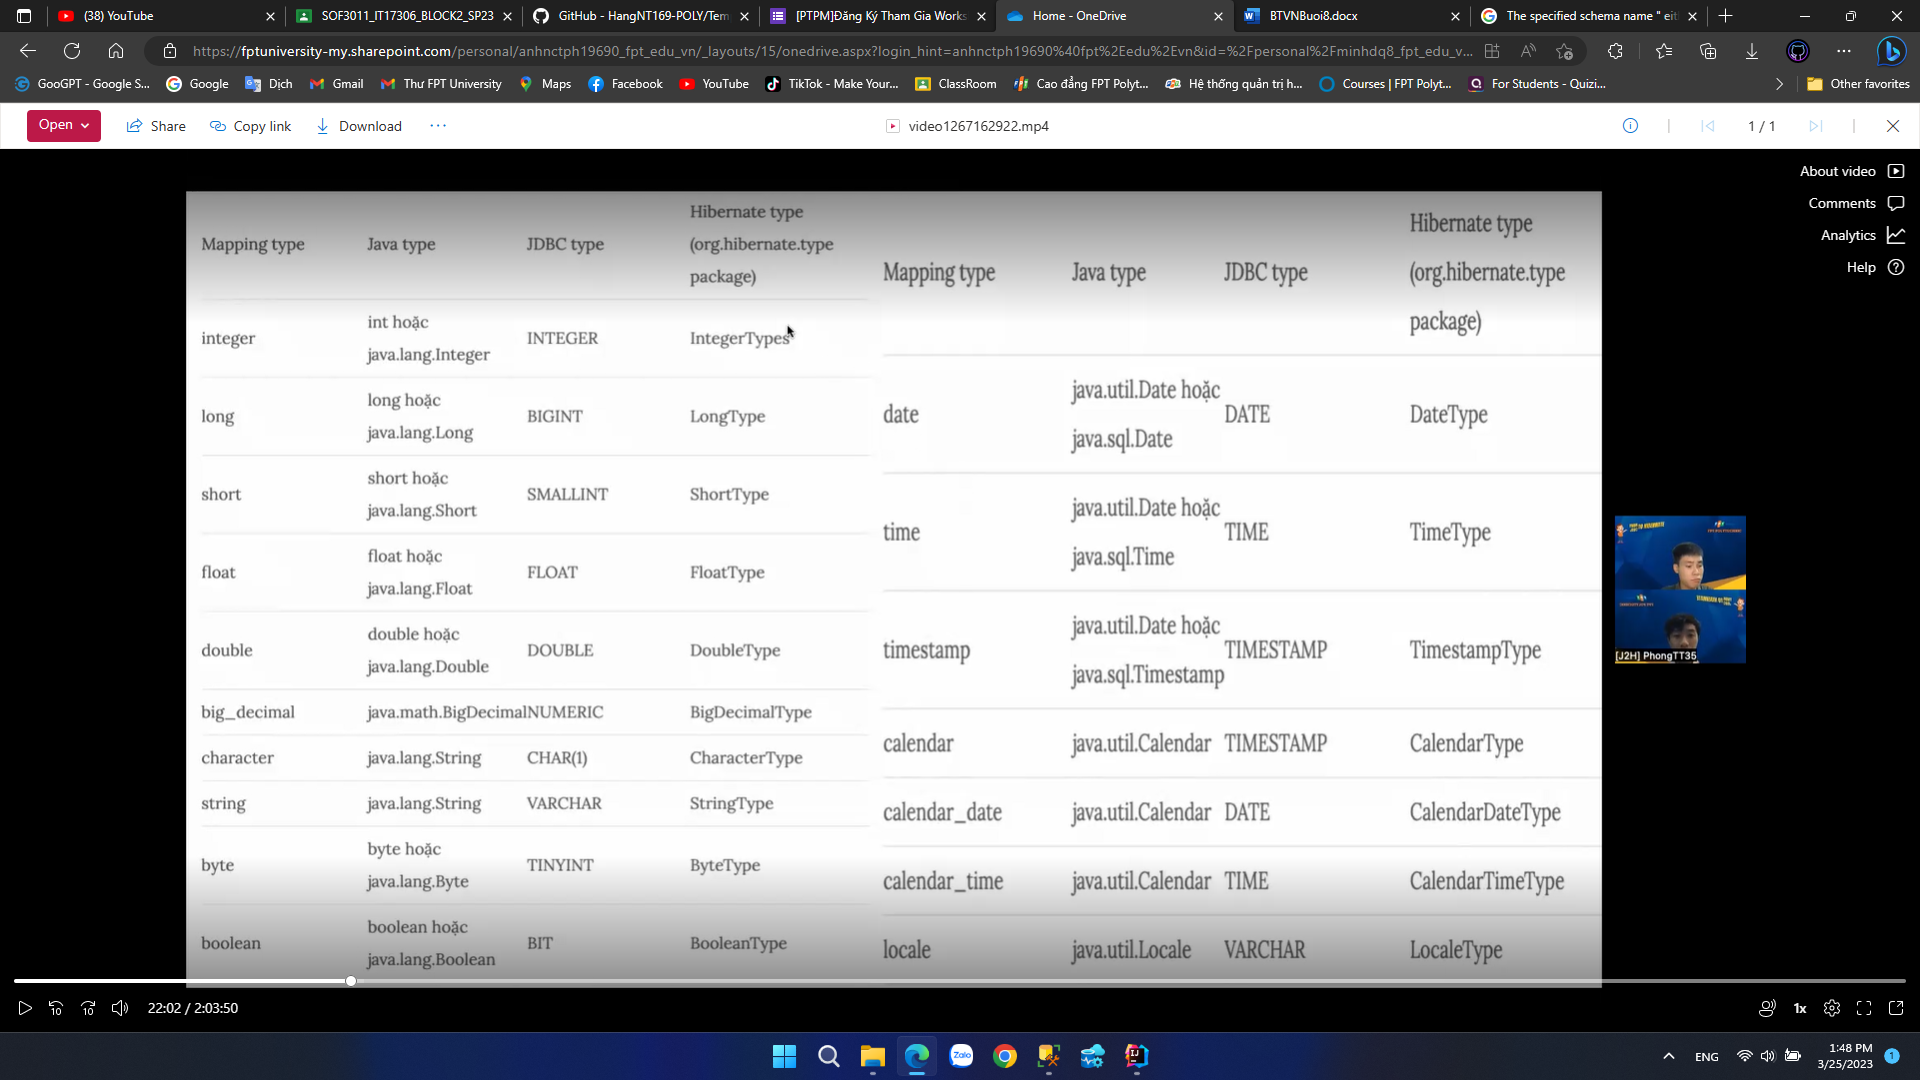 (38) YouTube
SOF3011_IT17306_BLOCK2_SP23
GitHub - HangNT169-POLY/Tem
[PTPM]Đăng Ký Tham Gia Works
Home - OneDrive
BTVNBuoi8.docx
The specified schema name " eit
https://fptuniversity-my.sharepoint.com/personal/anhnctph19690_fpt_edu_vn/_layouts/15/onedrive.aspx?login_hint=anhnctph19690%40fpt%2Eedu%2Evn&id=%2Fpersonal%2Fminhdq8_fpt_edu_v...
GooGPT - Google S...
Google
Dịch
Gmail
Thư FPT University
Maps
Facebook
YouTube
TikTok - Make Your...
ClassRoom
Cao đẳng FPT Polyt...
Hệ thống quản trị h...
Courses | FPT Polyt...
For Students - Quizi...
Other favorites
Open
Share
Copy link
Download
video1267162922.mp4
1 / 1
About video
Comments
Analytics
Help
Mapping type Java type JDBC type Hibernate type
(org.hibernate.type
package)
integer int hoặc
java.lang.Integer INTEGER IntegerTypes
long long hoặc
java.lang.Long BIGINT LongType
short short hoặc
java.lang.Short SMALLINT ShortType
float float hoặc
java.lang.Float FLOAT FloatType
double double hoặc
java.lang.Double DOUBLE DoubleType
big_decimal java.math.BigDecimal NUMERIC BigDecimalType
character java.lang.String CHAR(1) CharacterType
string java.lang.String VARCHAR StringType
byte byte hoặc
java.lang.Byte TINYINT ByteType
boolean boolean hoặc
java.lang.Boolean BIT BooleanType
Mapping type Java type JDBC type Hibernate type
(org.hibernate.type
package)
date java.util.Date hoặc
java.sql.Date DATE DateType
time java.util.Date hoặc
java.sql.Time TIME TimeType
timestamp java.util.Date hoặc
java.sql.Timestamp TIMESTAMP TimestampType
calendar java.util.Calendar TIMESTAMP CalendarType
calendar_date java.util.Calendar DATE CalendarDateType
calendar_time java.util.Calendar TIME CalendarTimeType
locale java.util.Locale VARCHAR LocaleType
[J2H] PhongTT35
10
10
22:02 / 2:03:50
1x
Zalo
ENG
1:48 PM
3/25/2023
1